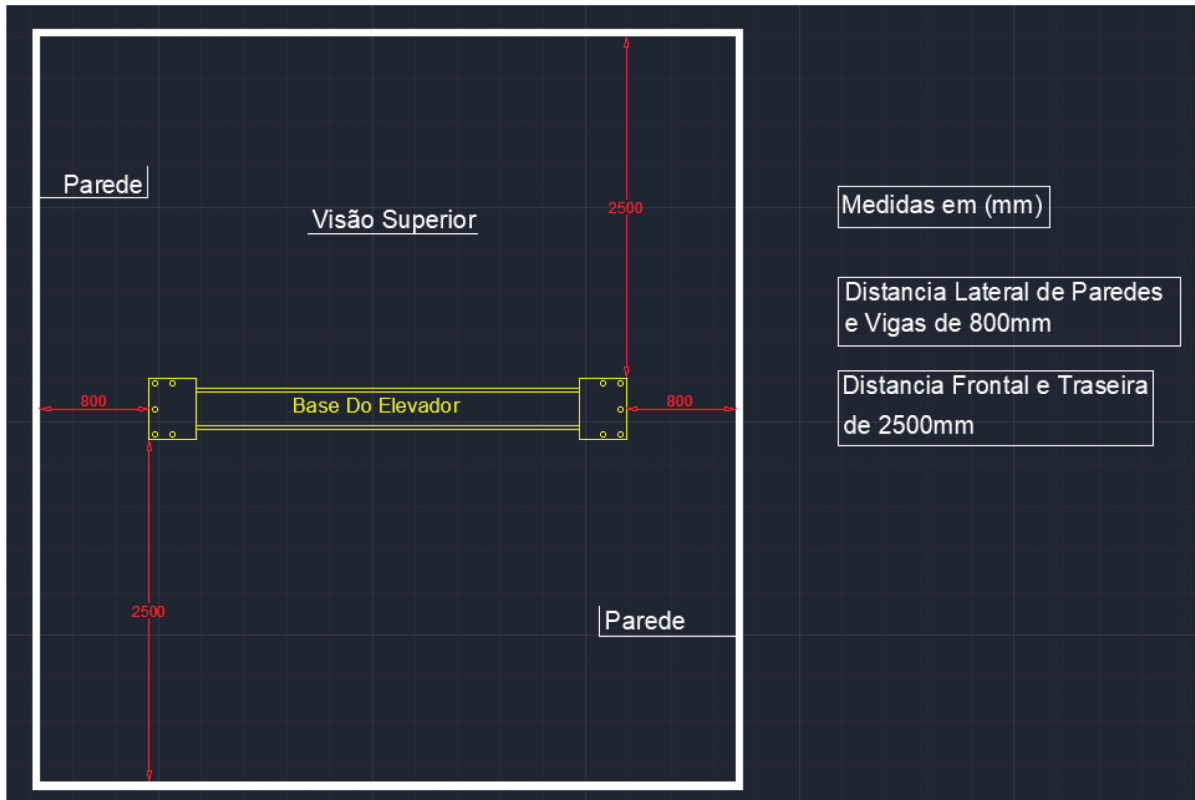 Parede
Visão Superior
2500
Medidas em (mm)
Distancia Lateral de Paredes
e Vigas de 800mm
Distancia Frontal e Traseira
de 2500mm
800
Base Do Elevador
800
2500
Parede